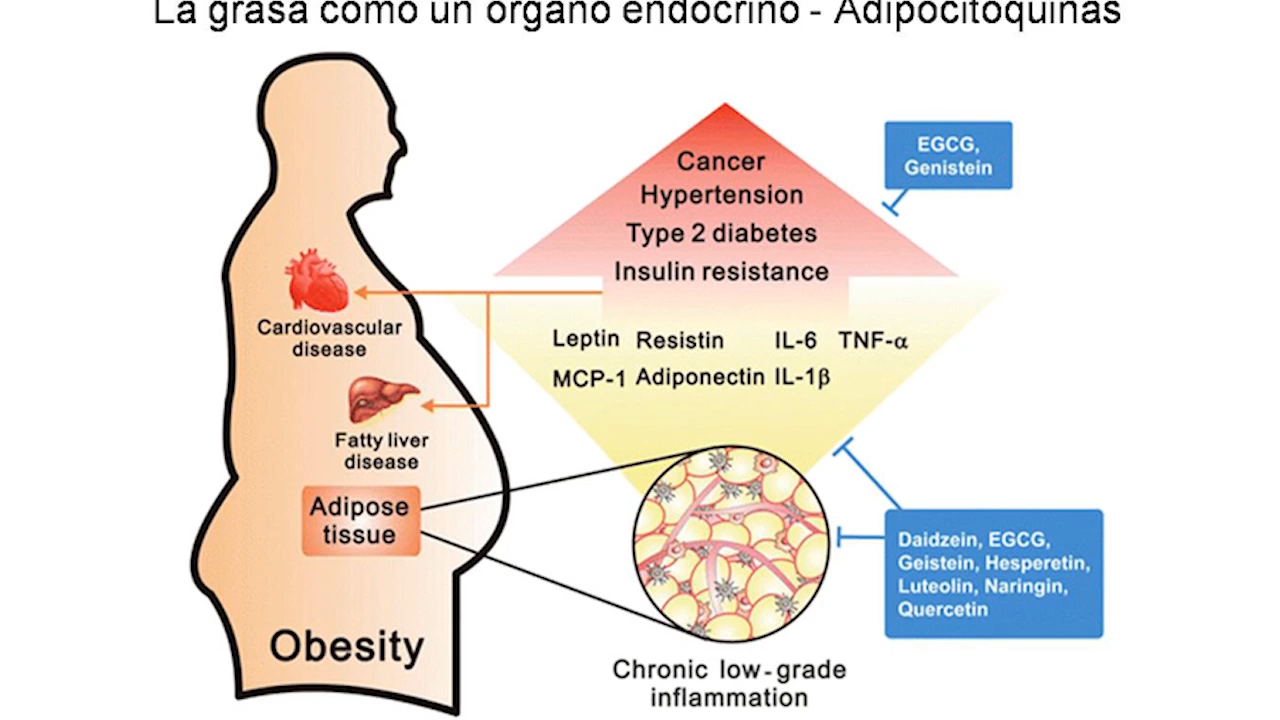 La grasa como un órgano endocrino - Adipocitoquinas
EGCG,
Genistein
Cancer
Hypertension
Type 2 diabetes
Insulin resistance
Cardiovascular
disease
Leptin Resistin IL-6 TNF-α
MCP-1 Adiponectin IL-1β
Fatty liver
disease
Adipose
tissue
Daidzein, EGCG,
Geistein, Hesperetin,
Luteolin, Naringin,
Quercetin
Obesity
Chronic low-grade
inflammation